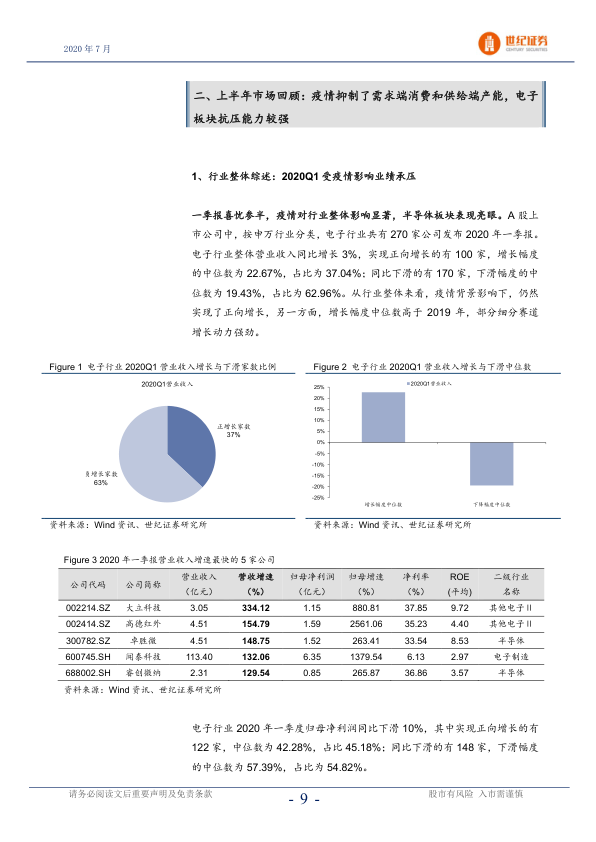 2020 年 7 月
世纪证券
CENTURY SECURITIES
二、上半年市场回顾：疫情抑制了需求端消费和供给端产能，电子
板块抗压能力较强
1、行业整体综述：2020Q1 受疫情影响业绩承压
一季报喜忧参半，疫情对行业整体影响显著，半导体板块表现亮眼。A 股上
市公司中，按申万行业分类，电子行业共有 270 家公司发布 2020 年一季报。
电子行业整体营业收入同比增长 3%，实现正向增长的有 100 家，增长幅度
的中位数为 22.67%，占比为 37.04%；同比下滑的有 170 家，下滑幅度的中
位数为 19.43%，占比为 62.96%。从行业整体来看，疫情背景影响下，仍然
实现了正向增长，另一方面，增长幅度中位数高于 2019 年，部分细分赛道
增长动力强劲。
Figure 1 电子行业 2020Q1 营业收入增长与下滑家数比例
2020Q1营业收入
正增长家数
37%
负增长家数
63%
资料来源：Wind 资讯、世纪证券研究所
Figure 2 电子行业 2020Q1 营业收入增长与下滑中位数
2020Q1营业收入
25%
20%
15%
10%
5%
0%
-5%
-10%
-15%
-20%
-25%
增长幅度中位数 下降幅度中位数
资料来源：Wind 资讯、世纪证券研究所
Figure 3 2020 年一季报营业收入增速最快的 5 家公司
公司代码 公司简称 营业收入（亿元） 营收增速（%） 归母净利润（亿元） 归母增速（%） 净利率（%） ROE (平均) 二级行业名称
002214.SZ 大立科技 3.05 334.12 1.15 880.81 37.85 9.72 其他电子Ⅱ
002414.SZ 高德红外 4.51 154.79 1.59 2561.06 35.23 4.40 其他电子Ⅱ
300782.SZ 卓胜微 4.51 148.75 1.52 263.41 33.54 8.53 半导体
600745.SH 闻泰科技 113.40 132.06 6.35 1379.54 6.13 2.97 电子制造
688002.SH 睿创微纳 2.31 129.54 0.85 265.87 36.86 3.57 半导体
资料来源：Wind 资讯、世纪证券研究所
电子行业 2020 年一季度归母净利润同比下滑 10%，其中实现正向增长的有
122 家，中位数为 42.28%，占比 45.18%；同比下滑的有 148 家，下滑幅度
的中位数为 57.39%，占比为 54.82%。
请务必阅读文后重要声明及免责条款
- 9 -
股市有风险 入市需谨慎